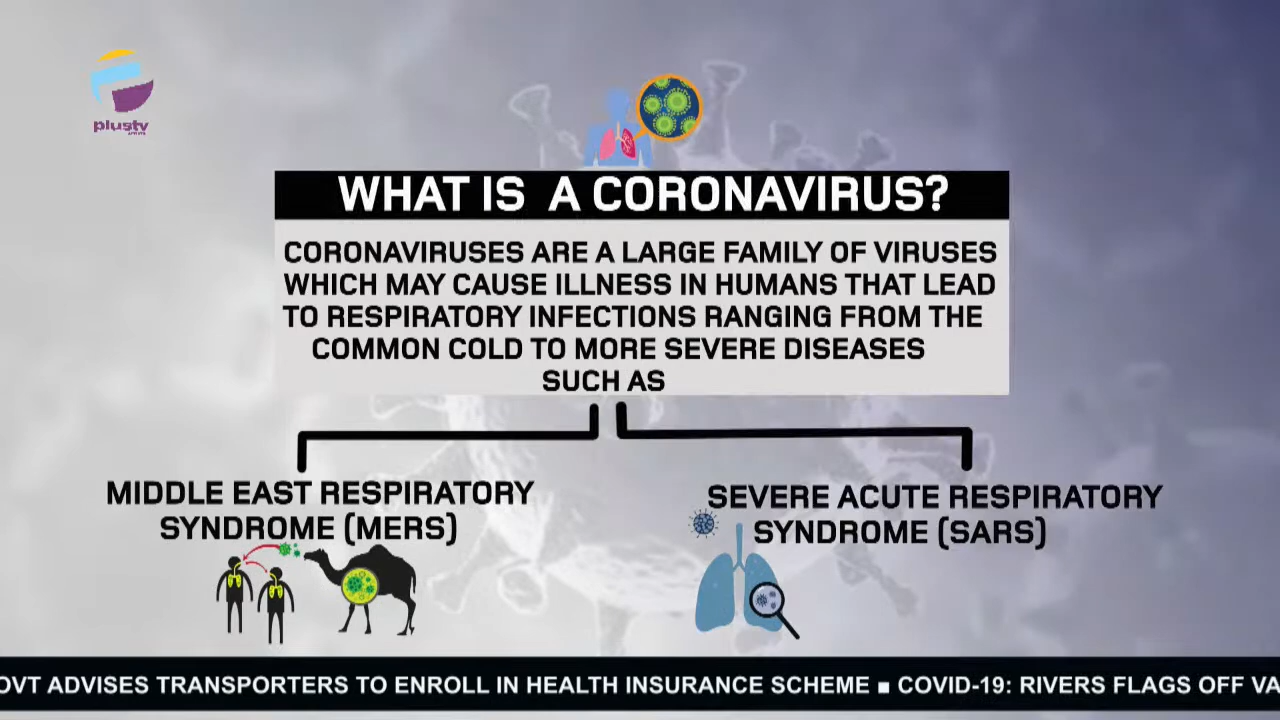 plustv
WHAT IS A CORONAVIRUS?
CORONAVIRUSES ARE A LARGE FAMILY OF VIRUSES
WHICH MAY CAUSE ILLNESS IN HUMANS THAT LEAD
TO RESPIRATORY INFECTIONS RANGING FROM THE
COMMON COLD TO MORE SEVERE DISEASES
SUCH AS
MIDDLE EAST RESPIRATORY
SYNDROME (MERS)
SEVERE ACUTE RESPIRATORY
SYNDROME (SARS)
OVT ADVISES TRANSPORTERS TO ENROLL IN HEALTH INSURANCE SCHEME ■ COVID-19: RIVERS FLAGS OFF VA